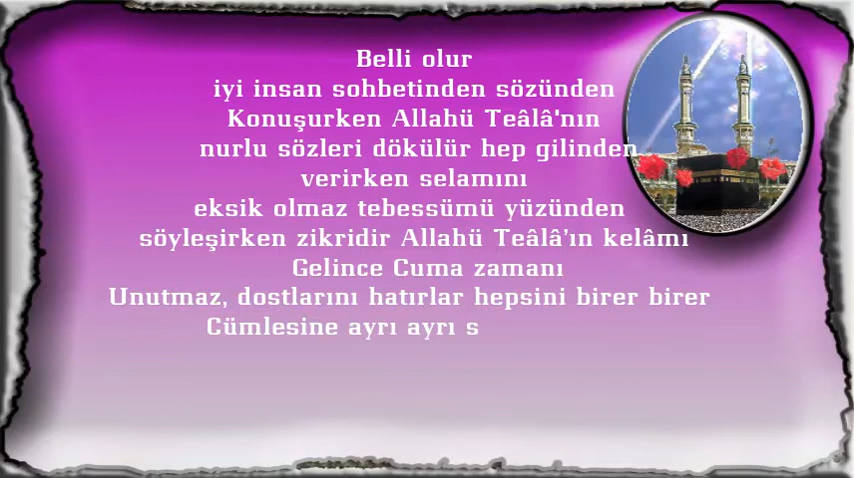 Belli olur
iyi insan sohbetinden sözünden
Konuşurken Allahü Teâlâ'nın
nurlu sözleri dökülür hep gilinden
verirken selamını
eksik olmaz tebessümü yüzünden
söyleşirken zikridir Allahü Teâlâ'ın kelâmı
Gelince Cuma zamanı
Unutmaz, dostlarını hatırlar hepsini birer birer
Cümlesine ayrı ayrı s